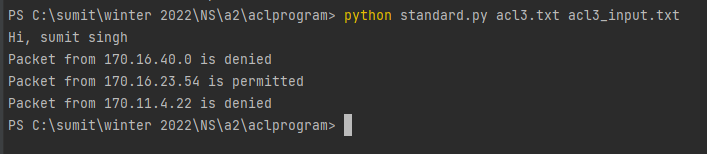 PS C:\sumit\winter 2022\NS\a2\aclprogram> python standard.py acl3.txt acl3_input.txt
Hi, sumit singh
Packet from 170.16.40.0 is denied
Packet from 170.16.23.54 is permitted
Packet from 170.11.4.22 is denied
PS C:\sumit\winter 2022\NS\a2\aclprogram>